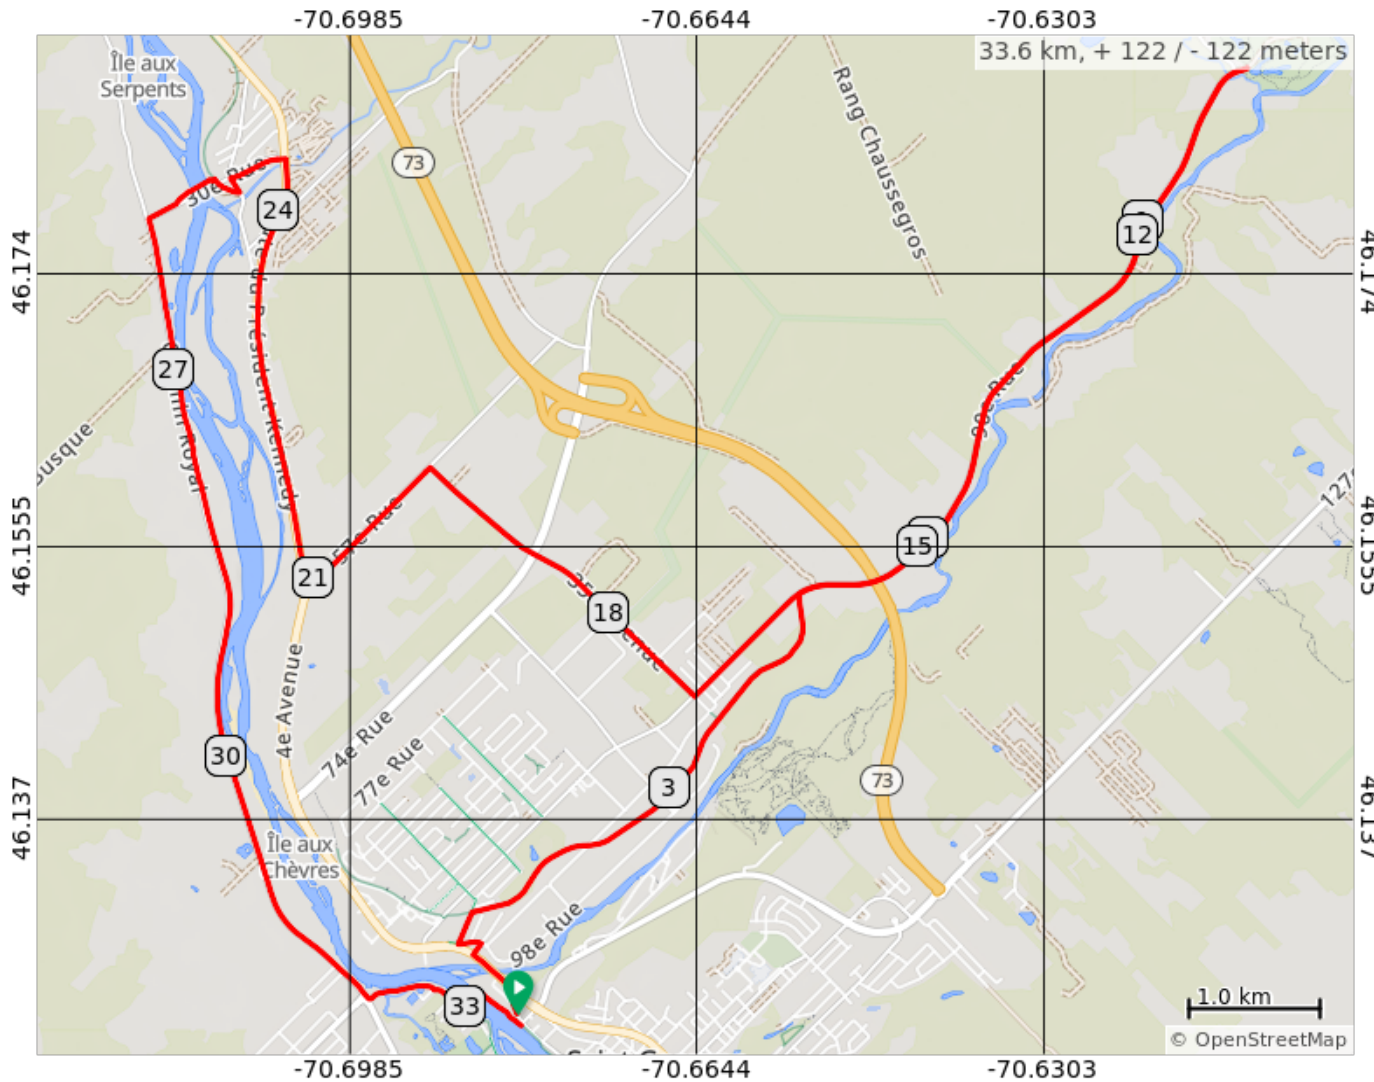 -70.6985
-70.6644
-70.6303
33.6 km, + 122 / - 122 meters
Île aux
Serpents
Rang Chaussegros
73
30e Rue
24
12
46.174
46.174
27
90e Rue
127e
57e Rue
46.1555
46.1555
15
21
18
4e Avenue
30
74e Rue
77e Rue
3
73
46.137
46.137
Île aux
Chèvres
98e Rue
33
1.0 km
© OpenStreetMap
-70.6985
-70.6644
-70.6303